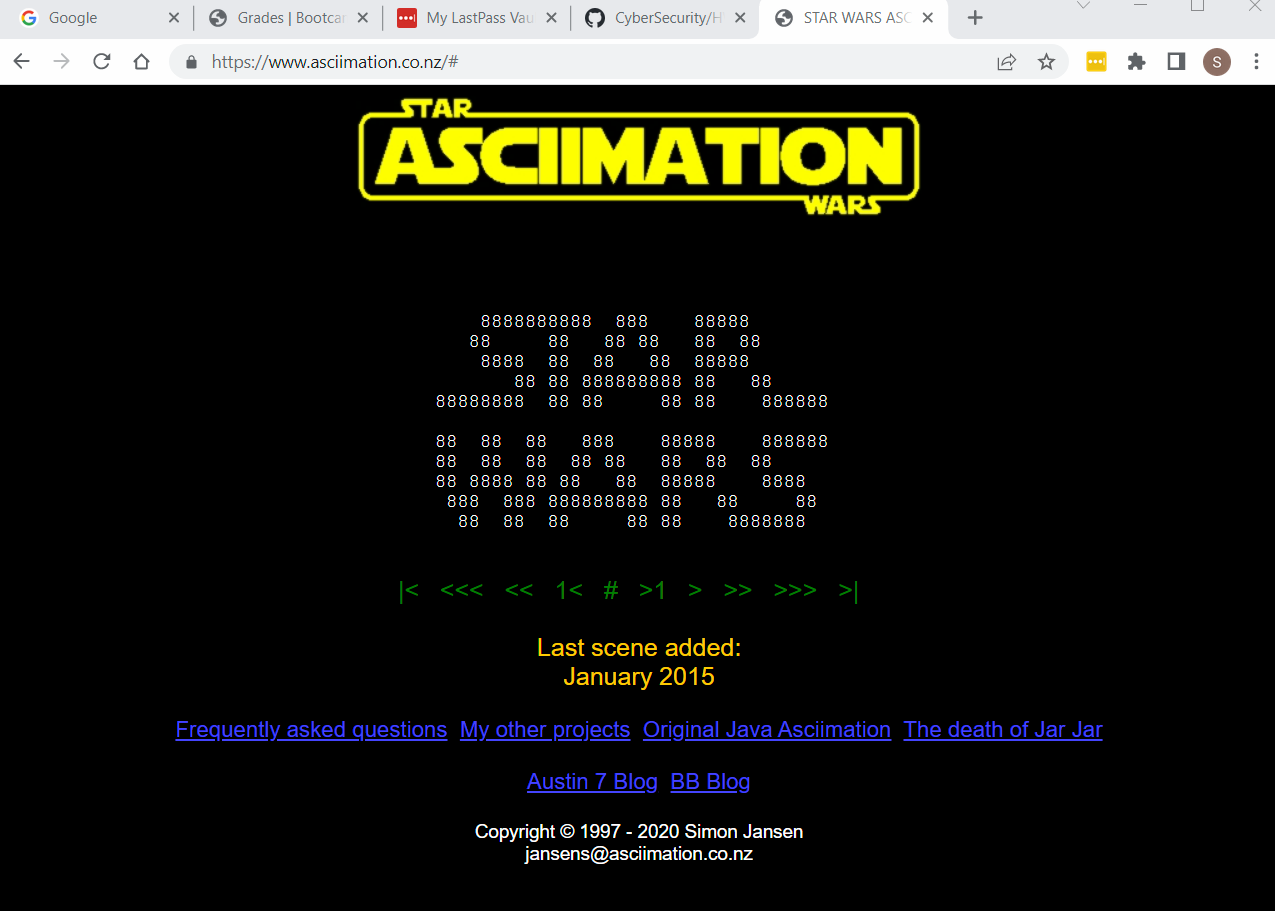 Google
Grades | Bootca
My LastPass Vau
CyberSecurity/H
STAR WARS ASC
https://www.asciimation.co.nz/#
S
STAR
ASCIIMATION
WARS
8888888888  888    88888
88     88   88 88   88  88
8888  88  88   88  88888
88 88 888888888 88   88
88888888  88 88     88 88    888888
88  88  88   888    88888    888888
88  88  88  88 88   88  88  88
88 8888 88 88   88  88888    8888
888  888 888888888 88   88     88
88  88  88     88 88    8888888
|< <<< << 1< # >1 > >> >>> >|
Last scene added:
January 2015
Frequently asked questions My other projects Original Java Asciimation The death of Jar Jar
Austin 7 Blog BB Blog
Copyright © 1997 - 2020 Simon Jansen
jansens@asciimation.co.nz